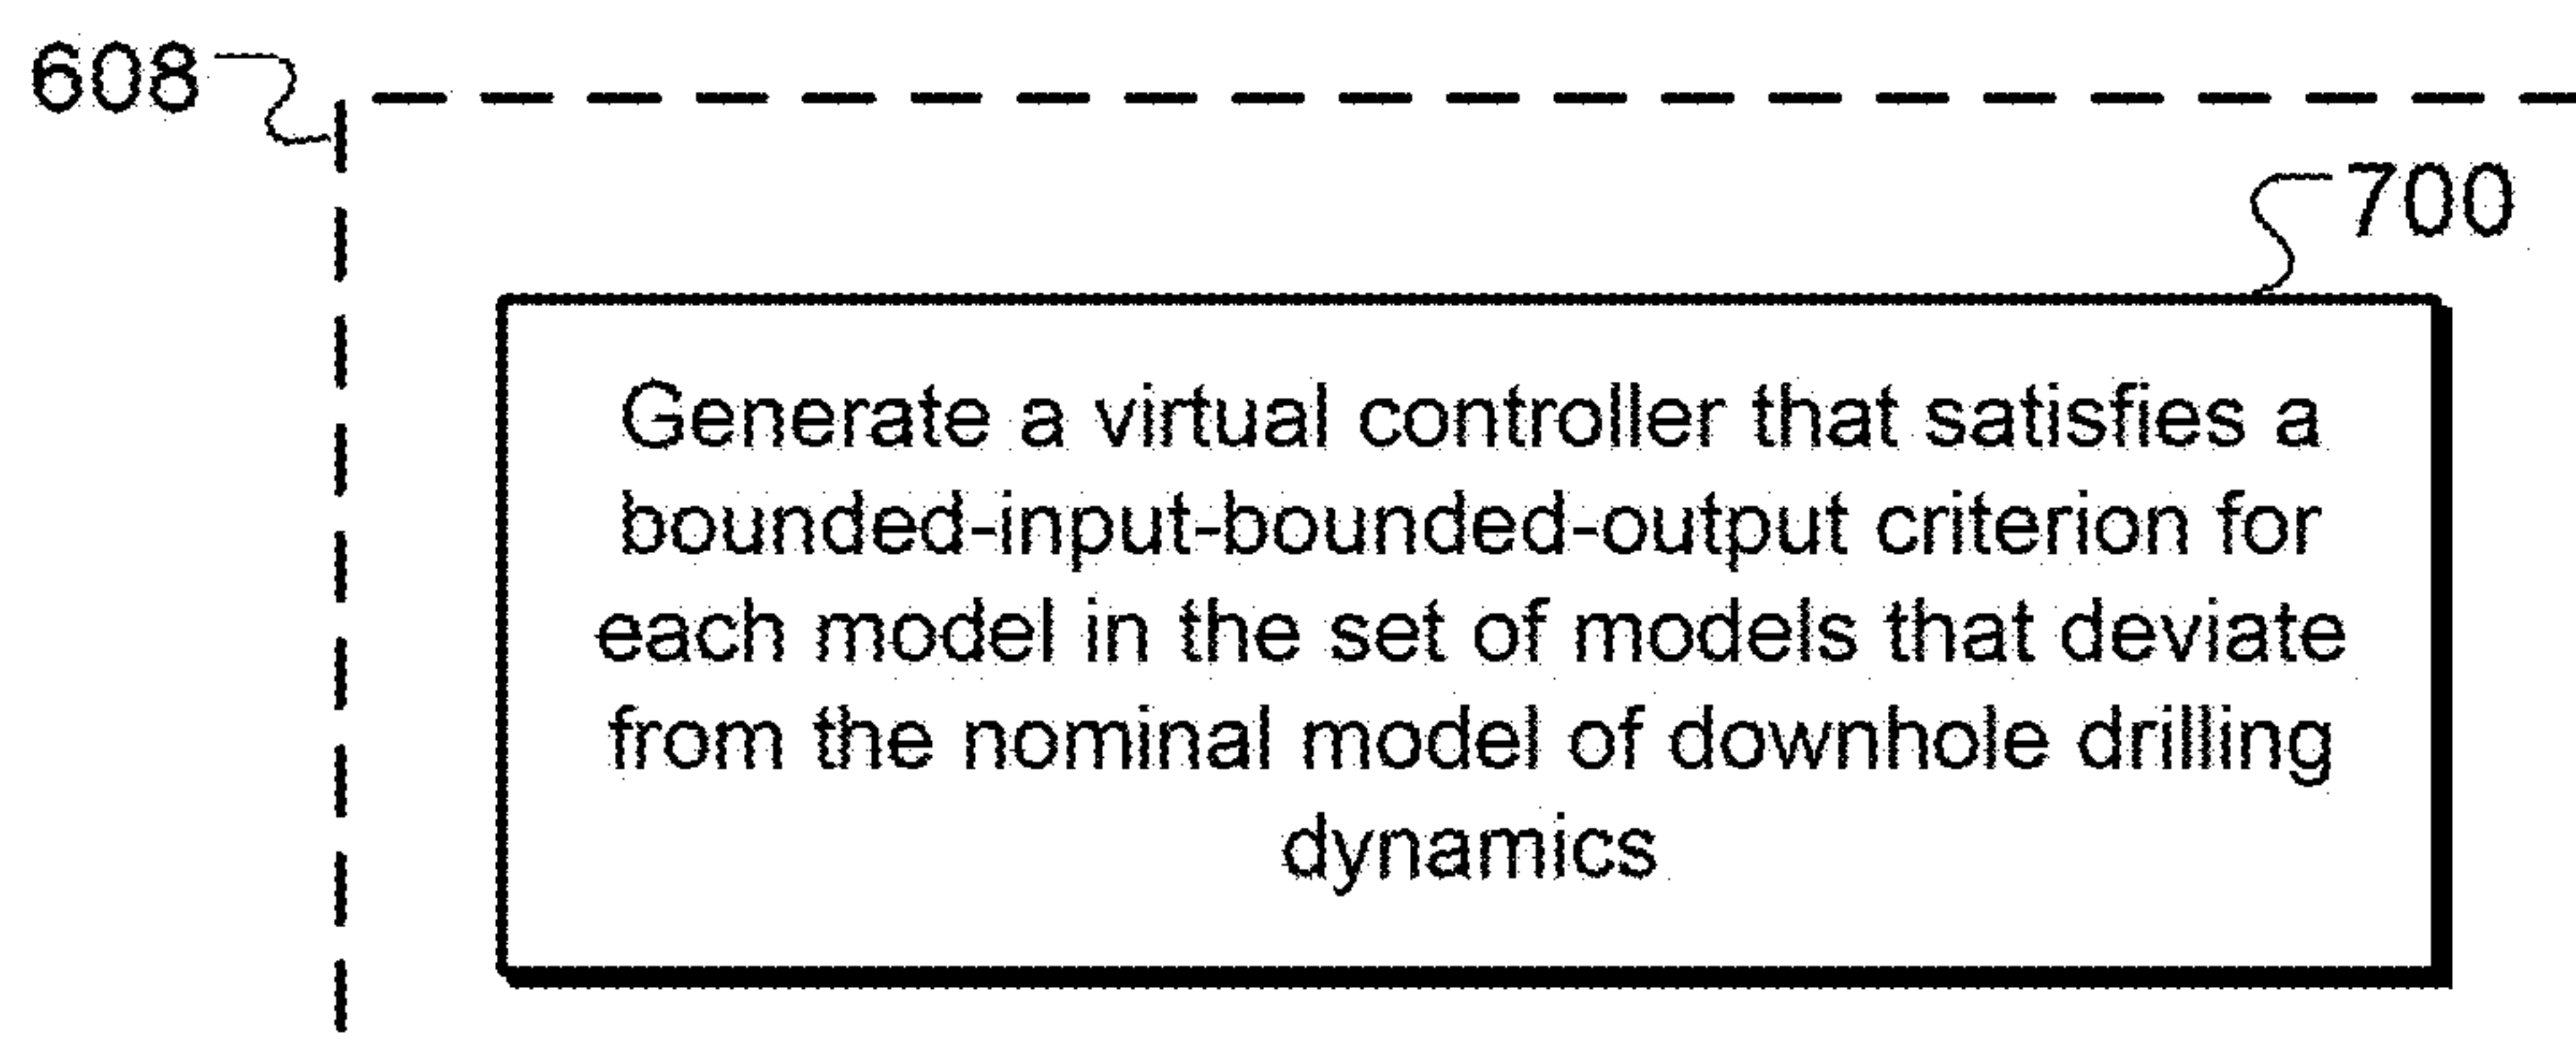 608
700
Generate a virtual controller that satisfies a
bounded-input-bounded-output criterion for
each model in the set of models that deviate
from the nominal model of downhole drilling
dynamics